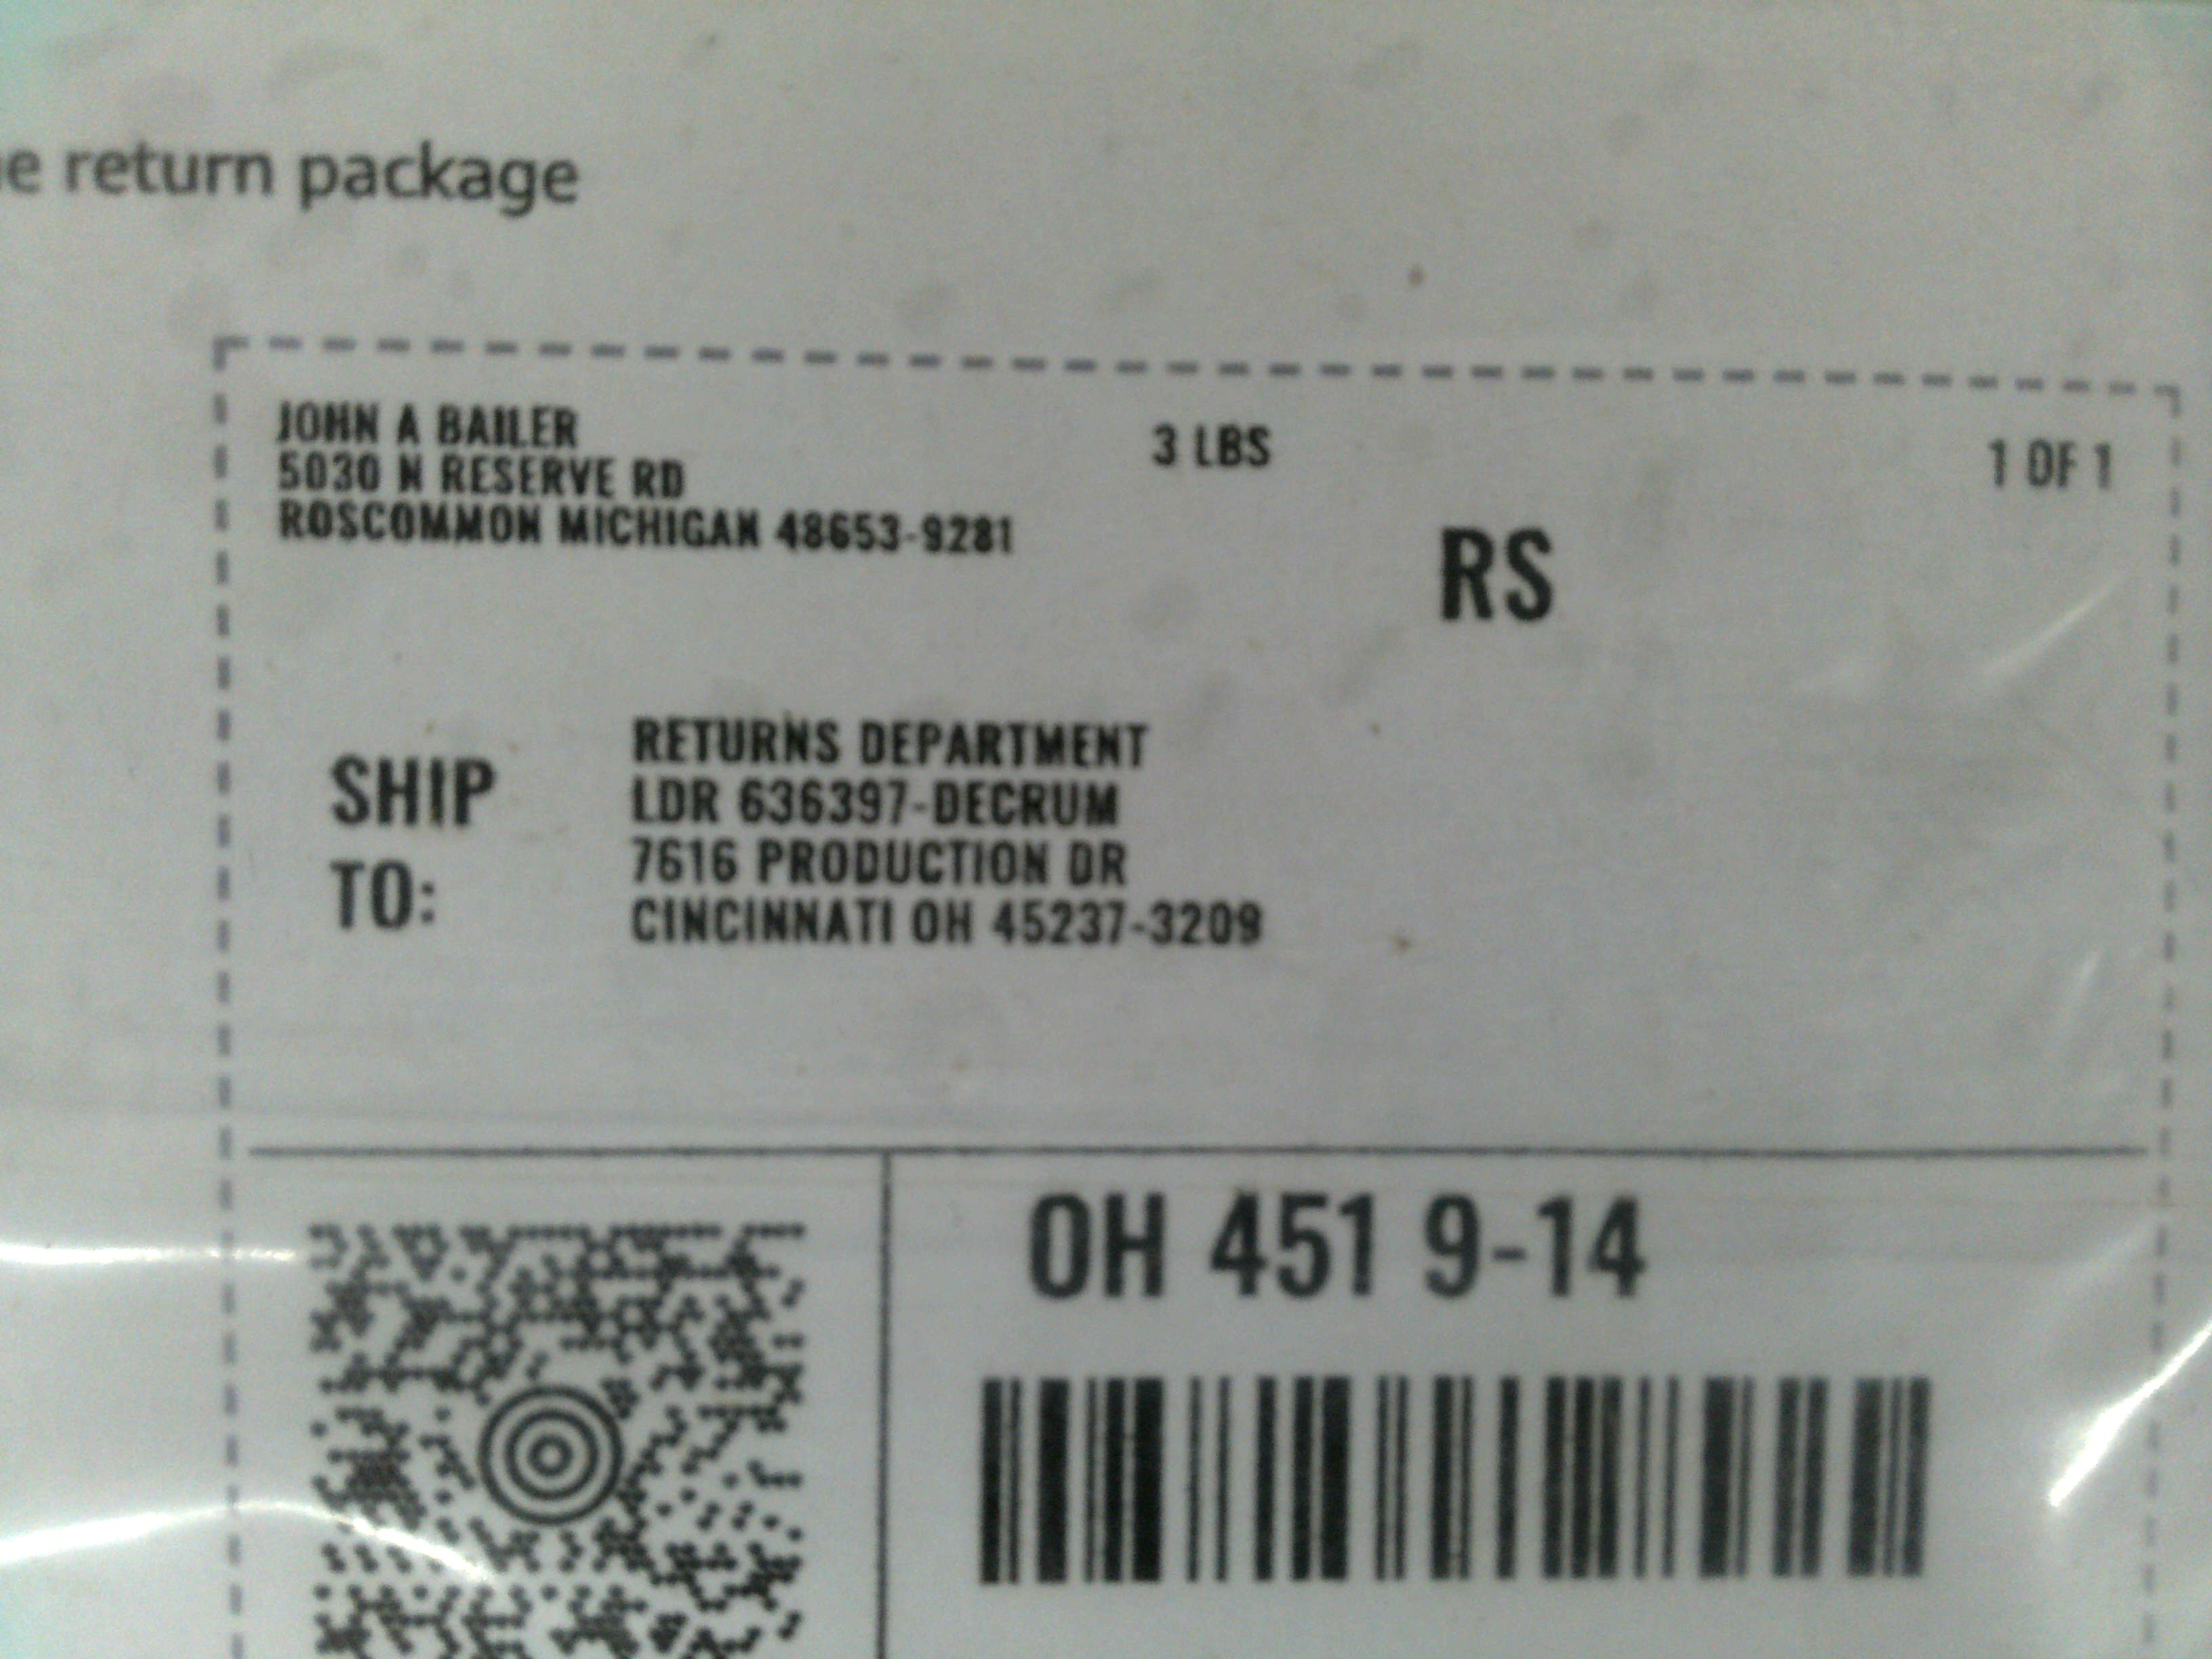 e return package
JOHN A BAILER
5030 N RESERVE RD
ROSCOMMON MICHIGAN 48653-9281
3 LBS
1 OF 1
RS
SHIP
TO:
RETURNS DEPARTMENT
LDR 636397-DECRUM
7616 PRODUCTION DR
CINCINNATI OH 45237-3209
OH 451 9-14